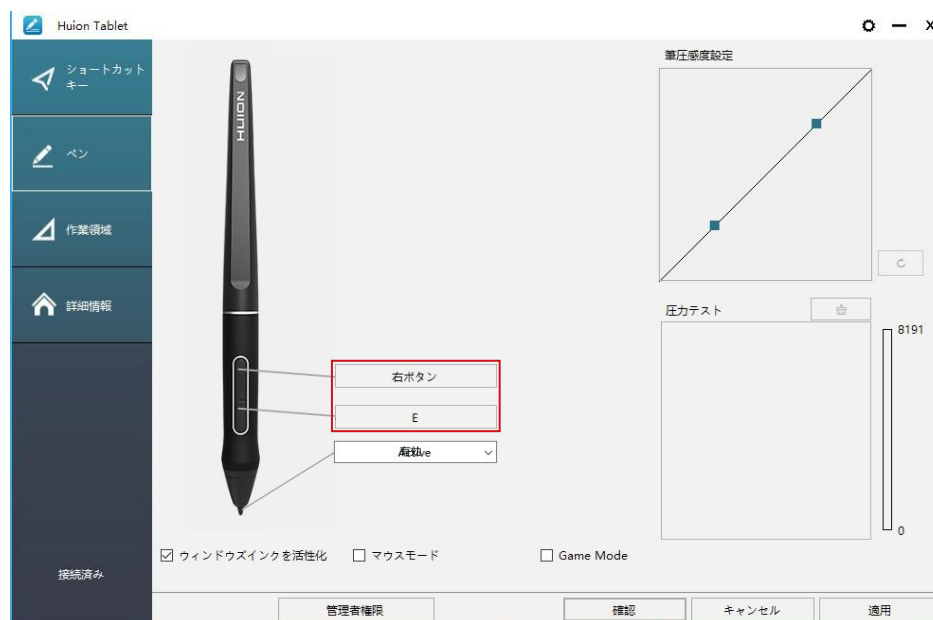 Huion Tablet
ショートカット
キー
ペン
作業領域
詳細情報
接続済み
HUION
右ボタン
E
筆圧感度設定
圧力テスト
8191
0
ウィンドウズインクを活性化
マウスモード
Game Mode
管理者権限
確認
キャンセル
適用